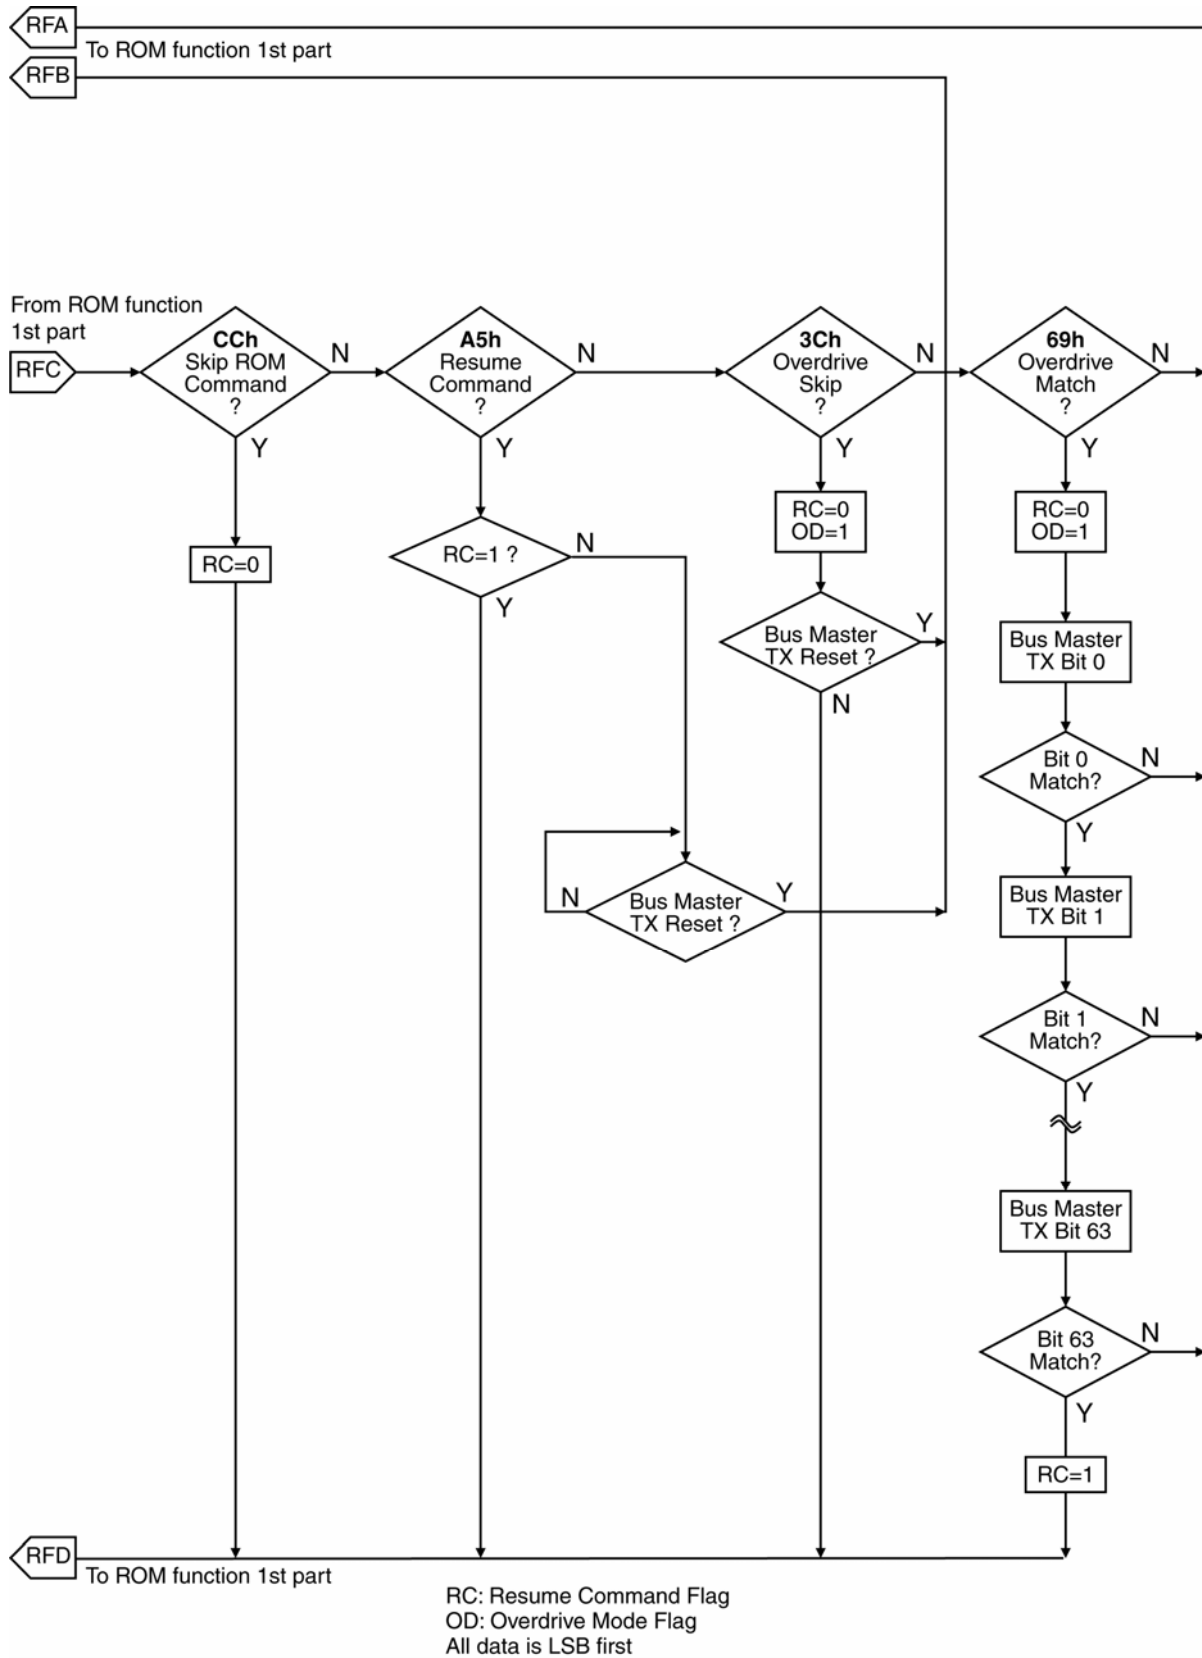 RFA
To ROM function 1st part
RFB
From ROM function
1st part
RFC
CCh
Skip ROM
Command
?
N
Y
A5h
Resume
Command
?
N
Y
3Ch
Overdrive
Skip
?
N
Y
69h
Overdrive
Match
?
N
Y
RC=0
RC=1 ?
N
Y
RC=0
OD=1
RC=0
OD=1
Bus Master
TX Reset ?
Y
N
Bus Master
TX Reset ?
N
Y
Bus Master
TX Bit 0
Bit 0
Match?
N
Y
Bus Master
TX Bit 1
Bit 1
Match?
N
Y
Bus Master
TX Bit 63
Bit 63
Match?
N
Y
RC=1
RFD
To ROM function 1st part
RC: Resume Command Flag
OD: Overdrive Mode Flag
All data is LSB first